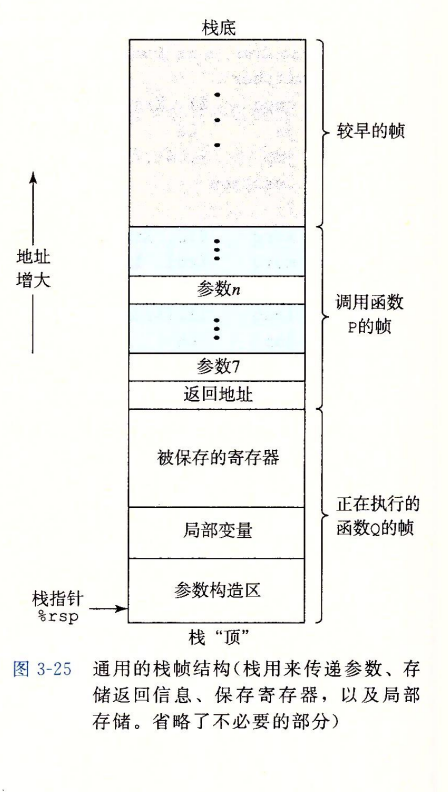 栈底
较早的帧
地址
增大
参数n
调用函数
P的帧
参数7
返回地址
被保存的寄存器
正在执行的
函数Q的帧
局部变量
参数构造区
栈指针
%rsp
栈“顶”
图 3-25 通用的栈帧结构(栈用来传递参数、存
储返回信息、保存寄存器，以及局部
存储。省略了不必要的部分)